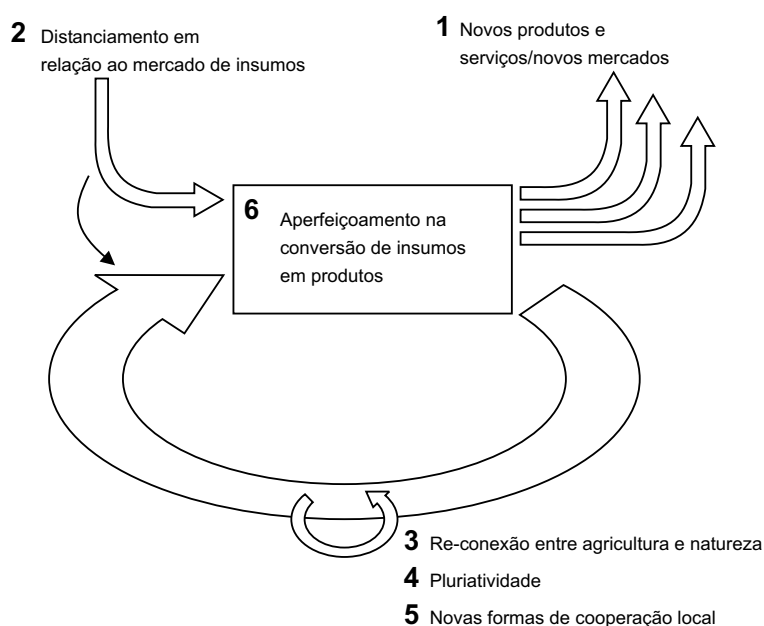 2 Distanciamento em
relação ao mercado de insumos
1 Novos produtos e
serviços/novos mercados
6 Aperfeiçoamento na
conversão de insumos
em produtos
3 Re-conexão entre agricultura e natureza
4 Pluriatividade
5 Novas formas de cooperação local